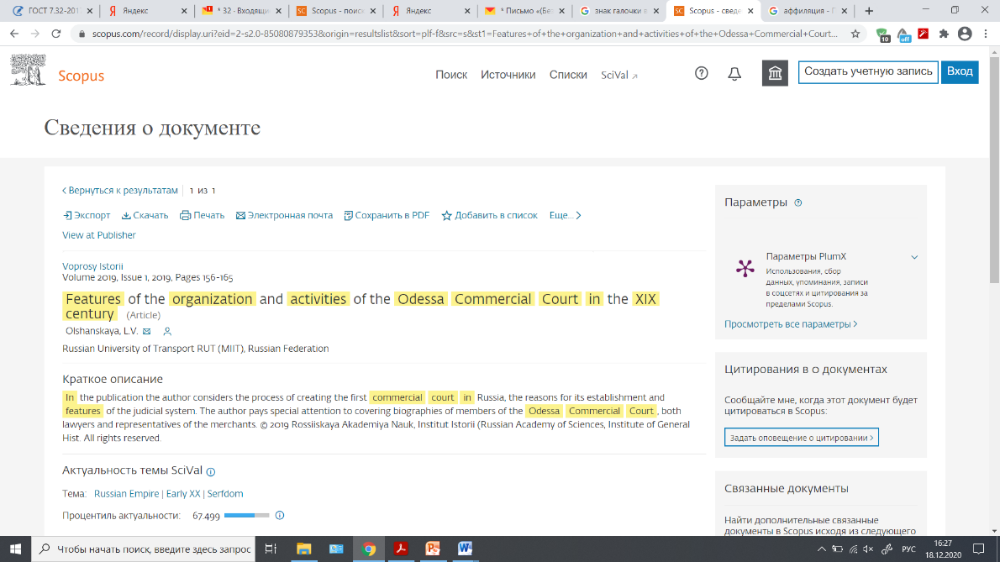 ГОСТ 7.32-201
Яндекс
* 32 - Входящи
Scopus - поис
Яндекс
* Письмо «(Бе
знак галочки в
Scopus - сведе
аффиляция - П
scopus.com/record/display.uri?eid=2-s2.0-85080879353&origin=resultslist&sort=plf-f&src=s&st1=Features+of+the+organization+and+activities+of+the+Odessa+Commercial+Court...
10
off
Scopus
Поиск Источники Списки SciVal
Создать учетную запись
Вход
Сведения о документе
Вернуться к результатам 1 из 1
Экспорт Скачать Печать Электронная почта Сохранить в PDF Добавить в список Еще...
View at Publisher
Voprosy Istorii
Volume 2019, Issue 1, 2019, Pages 156-165
Features of the organization and activities of the Odessa Commercial Court in the XIX
century (Article)
Olshanskaya, L.V.
Russian University of Transport RUT (MIIT), Russian Federation
Краткое описание
In the publication the author considers the process of creating the first commercial court in Russia, the reasons for its establishment and
features of the judicial system. The author pays special attention to covering biographies of members of the Odessa Commercial Court, both
lawyers and representatives of the merchants. © 2019 Rossiiskaya Akademiya Nauk, Institut Istorii (Russian Academy of Sciences, Institute of General
Hist. All rights reserved.
Актуальность темы SciVal
Тема: Russian Empire | Early XX | Serfdom
Процентиль актуальности: 67.499
Параметры
Параметры PlumX
Использования, сбор
данных, упоминания, записи
в соцсетях и цитирования за
пределами Scopus.
Просмотреть все параметры
Цитирования в 0 документах
Сообщайте мне, когда этот документ будет
цитироваться в Scopus:
Задать оповещение о цитировании
Связанные документы
Найти дополнительные связанные
документы в Scopus исходя из следующего
Чтобы начать поиск, введите здесь запрос
РУС
16:27
18.12.2020